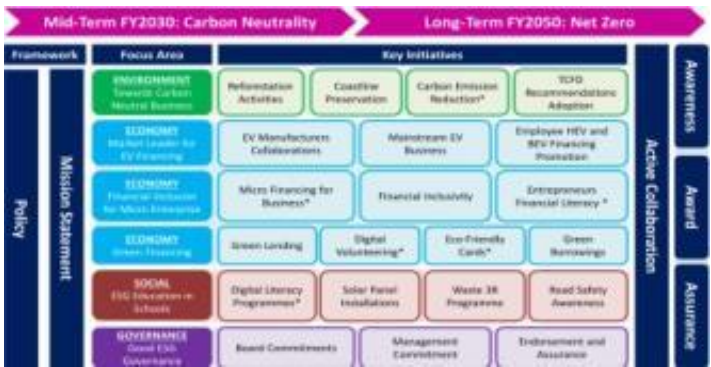 Mid-Term FY2030: Carbon Neutrality
Long-Term FY2050: Net Zero
Framework
Focus Area
Key Initiatives
Policy
Mission Statement
ENVIRONMENT
Towards Carbon
Neutral Business
Reforestation
Activities
Coastline
Preservation
Carbon Emission
Reduction*
TCFD
Recommendations
Adoption
ECONOMY
Market Leader for
EV Financing
EV Manufacturers
Collaborations
Mainstream EV
Business
Employee HEV and
BEV Financing
Promotion
ECONOMY
Financial Inclusion
for Micro Enterprise
Micro Financing for
Business*
Financial Inclusivity
Entrepreneurs
Financial Literacy *
ECONOMY
Green Financing
Green Lending
Digital
Volunteering*
Eco-Friendly
Cards*
Green
Borrowings
SOCIAL
ESG Education in
Schools
Digital Literacy
Programmes*
Solar Panel
Installations
Waste 3R
Programme
Road Safety
Awareness
GOVERNANCE
Good ESG
Governance
Board Commitments
Management
Commitment
Endorsement and
Assurance
Active Collaboration
Awareness
Award
Assurance